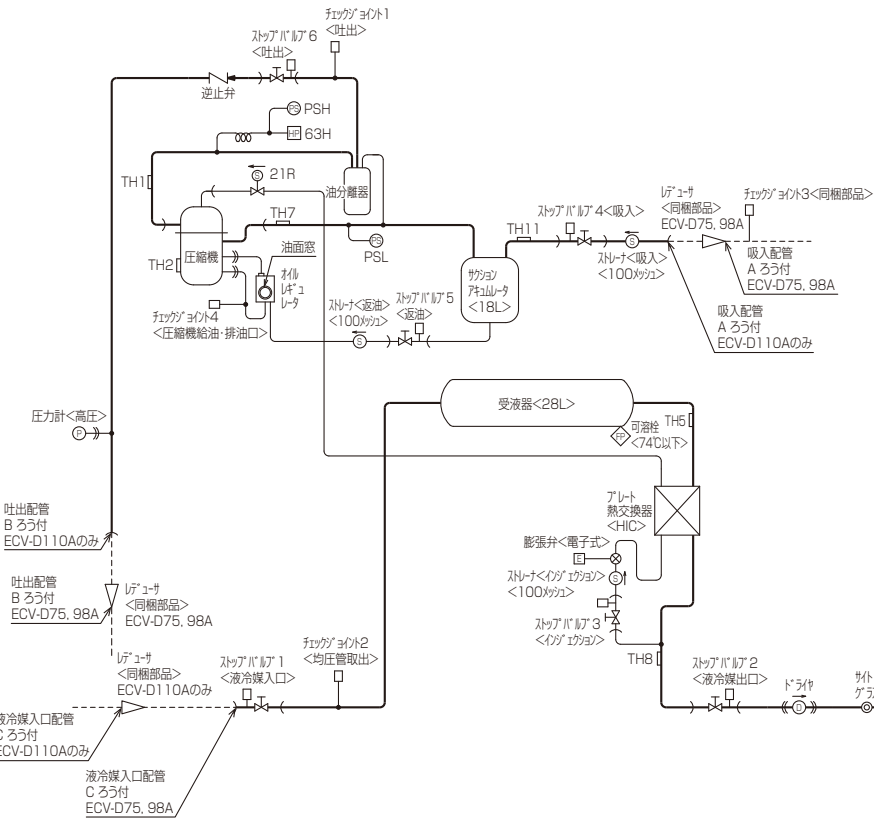 チェックジョイント1
<吐出>
ストップバルブ6
<吐出>
逆止弁
PS
PSH
HP
63H
TH1
S
21R
油分離器
TH7
圧縮機
TH2
油面窓
オイル
レギュ
レータ
チェックジョイント4
<圧縮機給油・排油口>
PS
PSL
サクション
アキュムレータ
<18L>
ストレーナ<返油>
<100メッシュ>
S
ストップバルブ5
<返油>
TH11
ストップバルブ4<吸入>
S
ストレーナ<吸入>
<100メッシュ>
レデューサ
<同梱部品>
ECV-D75, 98A
チェックジョイント3<同梱部品>
吸入配管
A ろう付
ECV-D75, 98A
吸入配管
A ろう付
ECV-D110Aのみ
圧力計<高圧>
P
受液器<28L>
FP
可溶栓
<74℃以下>
TH5
プレート
熱交換器
<HIC>
膨張弁<電子式>
E
ストレーナ<インジェクション>
<100メッシュ>
S
ストップバルブ3
<インジェクション>
TH8
吐出配管
B ろう付
ECV-D110Aのみ
吐出配管
B ろう付
ECV-D75, 98A
レデューサ
<同梱部品>
ECV-D75, 98A
レデューサ
<同梱部品>
ECV-D110Aのみ
ストップバルブ1
<液冷媒入口>
チェックジョイント2
<均圧管取出>
ストップバルブ2
<液冷媒出口>
ドライヤ
D
サイト
グラス
液冷媒入口配管
C ろう付
ECV-D110Aのみ
液冷媒入口配管
C ろう付
ECV-D75, 98A